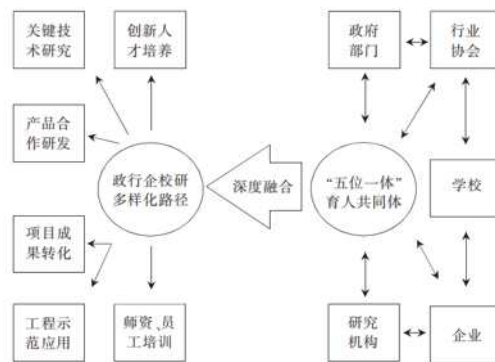 关键技
术研究
创新人
才培养
政府
部门
行业
协会
产品合
作研发
政行企校研
多样化路径
深度融合
“五位一体”
育人共同体
学校
项目成
果转化
工程示
范应用
师资、员
工培训
研究
机构
企业